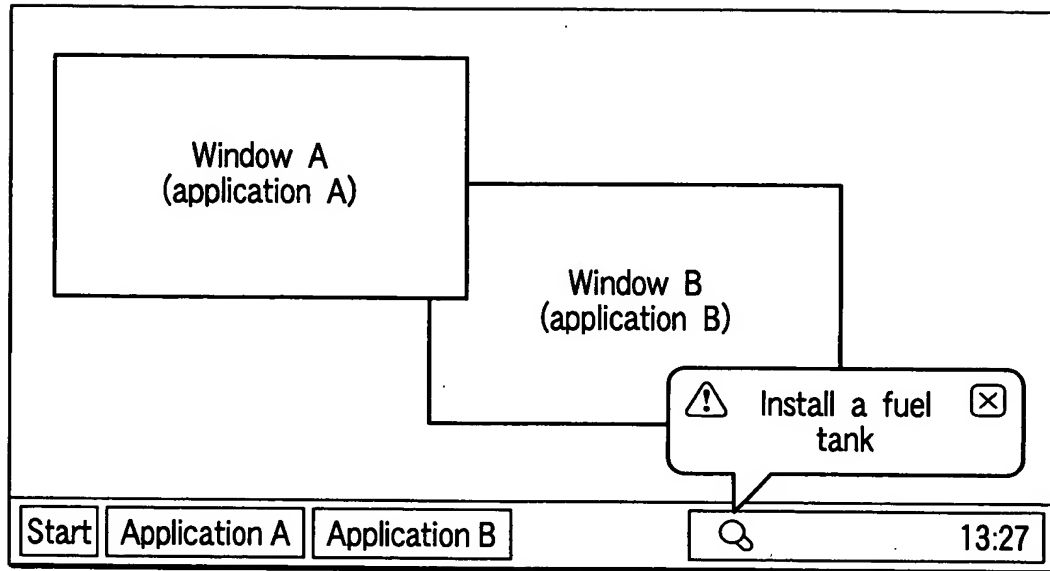 Window A
(application A)
Window B
(application B)
Install a fuel
tank
Start
Application A
Application B
13:27